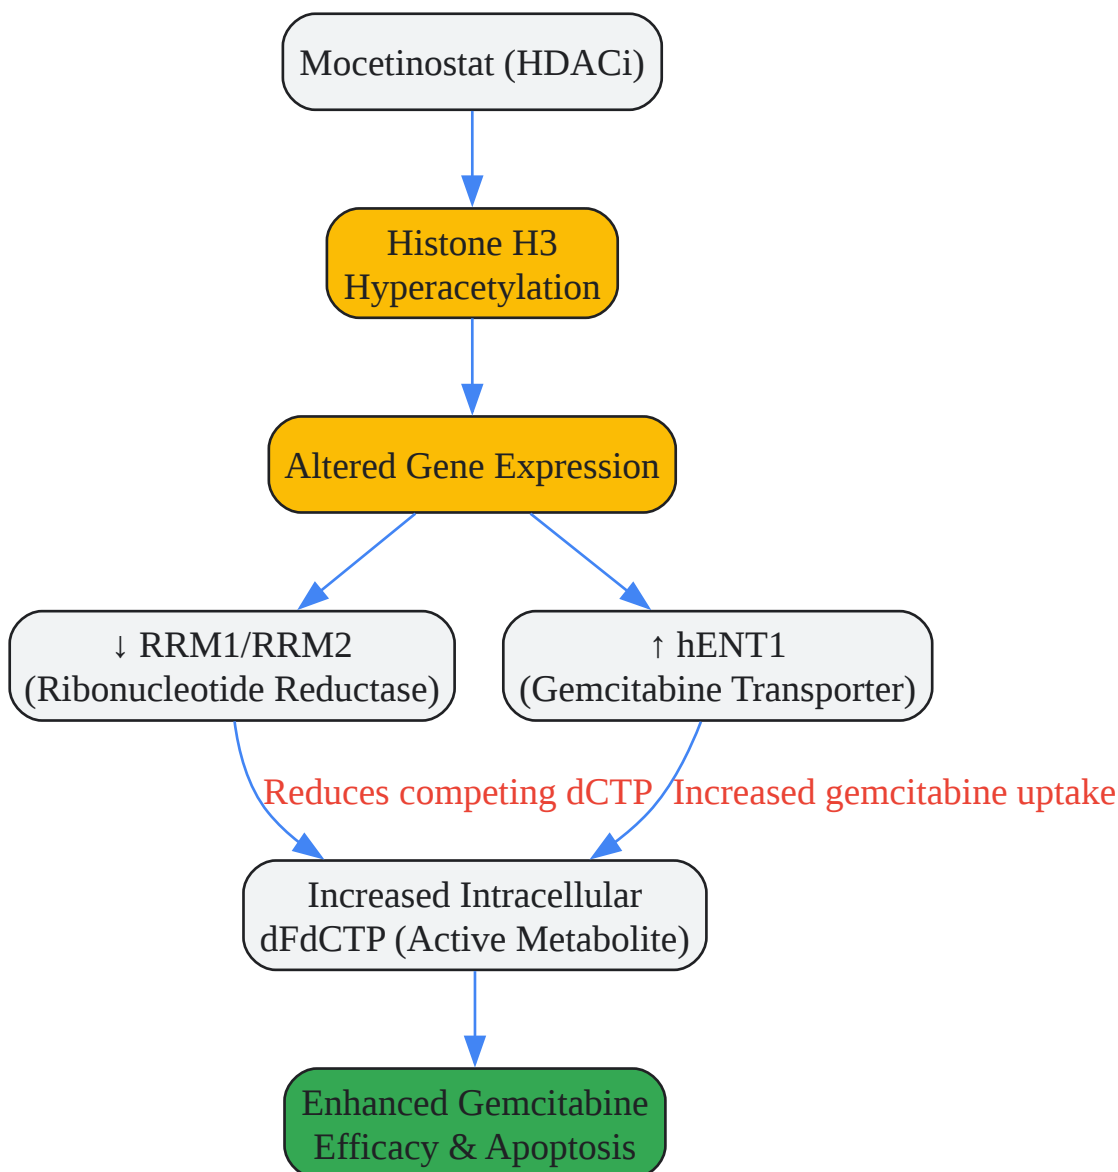 Mocetinostat (HDACi)
Histone H3
Hyperacetylation
Altered Gene Expression
↓ RRM1/RRM2
(Ribonucleotide Reductase)
↑ hENT1
(Gemcitabine Transporter)
Reduces competing dCTP
Increased gemcitabine uptake
Increased Intracellular
dFdCTP (Active Metabolite)
Enhanced Gemcitabine
Efficacy & Apoptosis